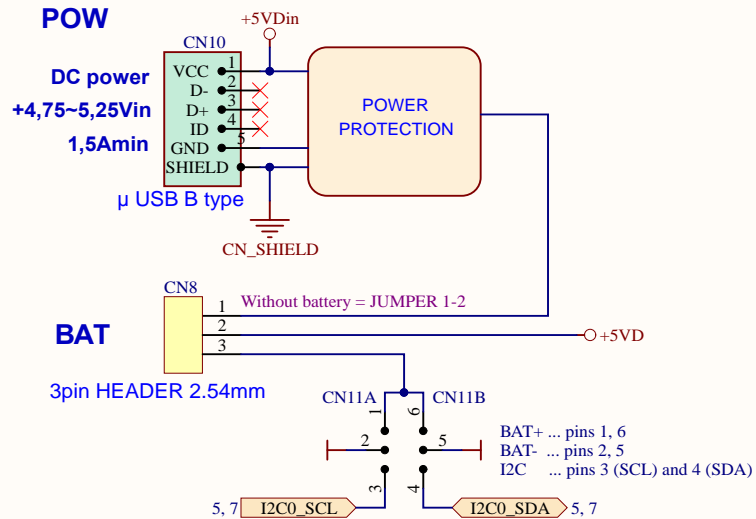 POW
+5VDin
CN10
DC power
+4,75~5,25Vin
1,5Amin
VCC 1
D- 2
D+ 3
ID 4
GND 5
SHIELD
POWER
PROTECTION
µ USB B type
CN_SHIELD
CN8
1 Without battery = JUMPER 1-2
BAT
2
+5VD
3
3pin HEADER 2.54mm
CN11A
CN11B
1
6
2
5
3
4
BAT+ ... pins 1, 6
BAT- ... pins 2, 5
I2C ... pins 3 (SCL) and 4 (SDA)
5, 7 I2C0_SCL
I2C0_SDA 5, 7